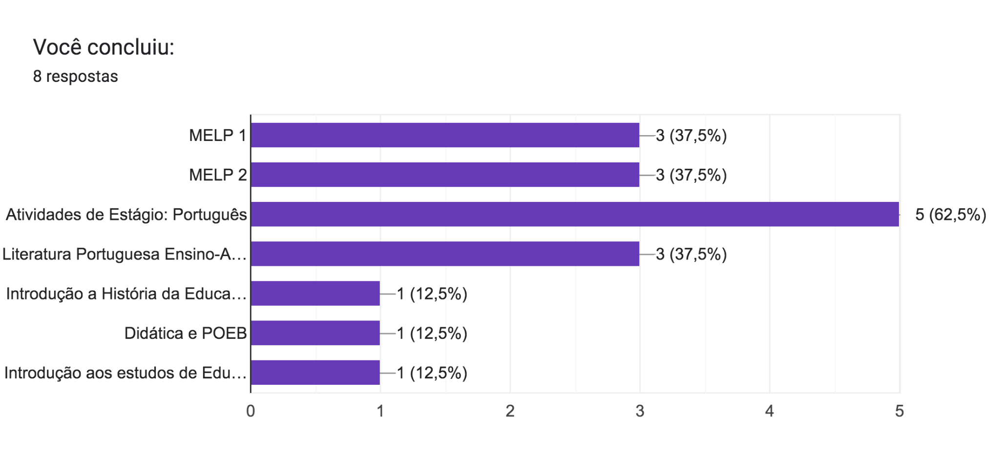 Você concluiu:
8 respostas
MELP 1 3 (37,5%)
MELP 2 3 (37,5%)
Atividades de Estágio: Português 5 (62,5%)
Literatura Portuguesa Ensino-A… 3 (37,5%)
Introdução a História da Educa… 1 (12,5%)
Didática e POEB 1 (12,5%)
Introdução aos estudos de Edu… 1 (12,5%)
0 1 2 3 4 5